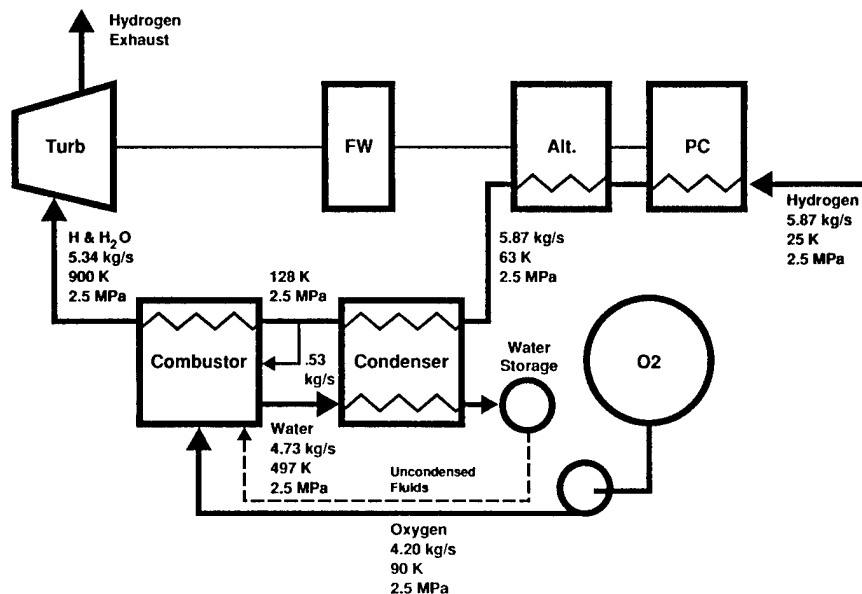 Hydrogen
Exhaust
Turb
FW
Alt.
PC
Hydrogen
5.87 kg/s
25 K
2.5 MPa
H & H₂O
5.34 kg/s
900 K
2.5 MPa
128 K
2.5 MPa
5.87 kg/s
63 K
2.5 MPa
Combustor
.53
kg/s
Condenser
Water
Storage
O2
Water
4.73 kg/s
497 K
2.5 MPa
Uncondensed
Fluids
Oxygen
4.20 kg/s
90 K
2.5 MPa